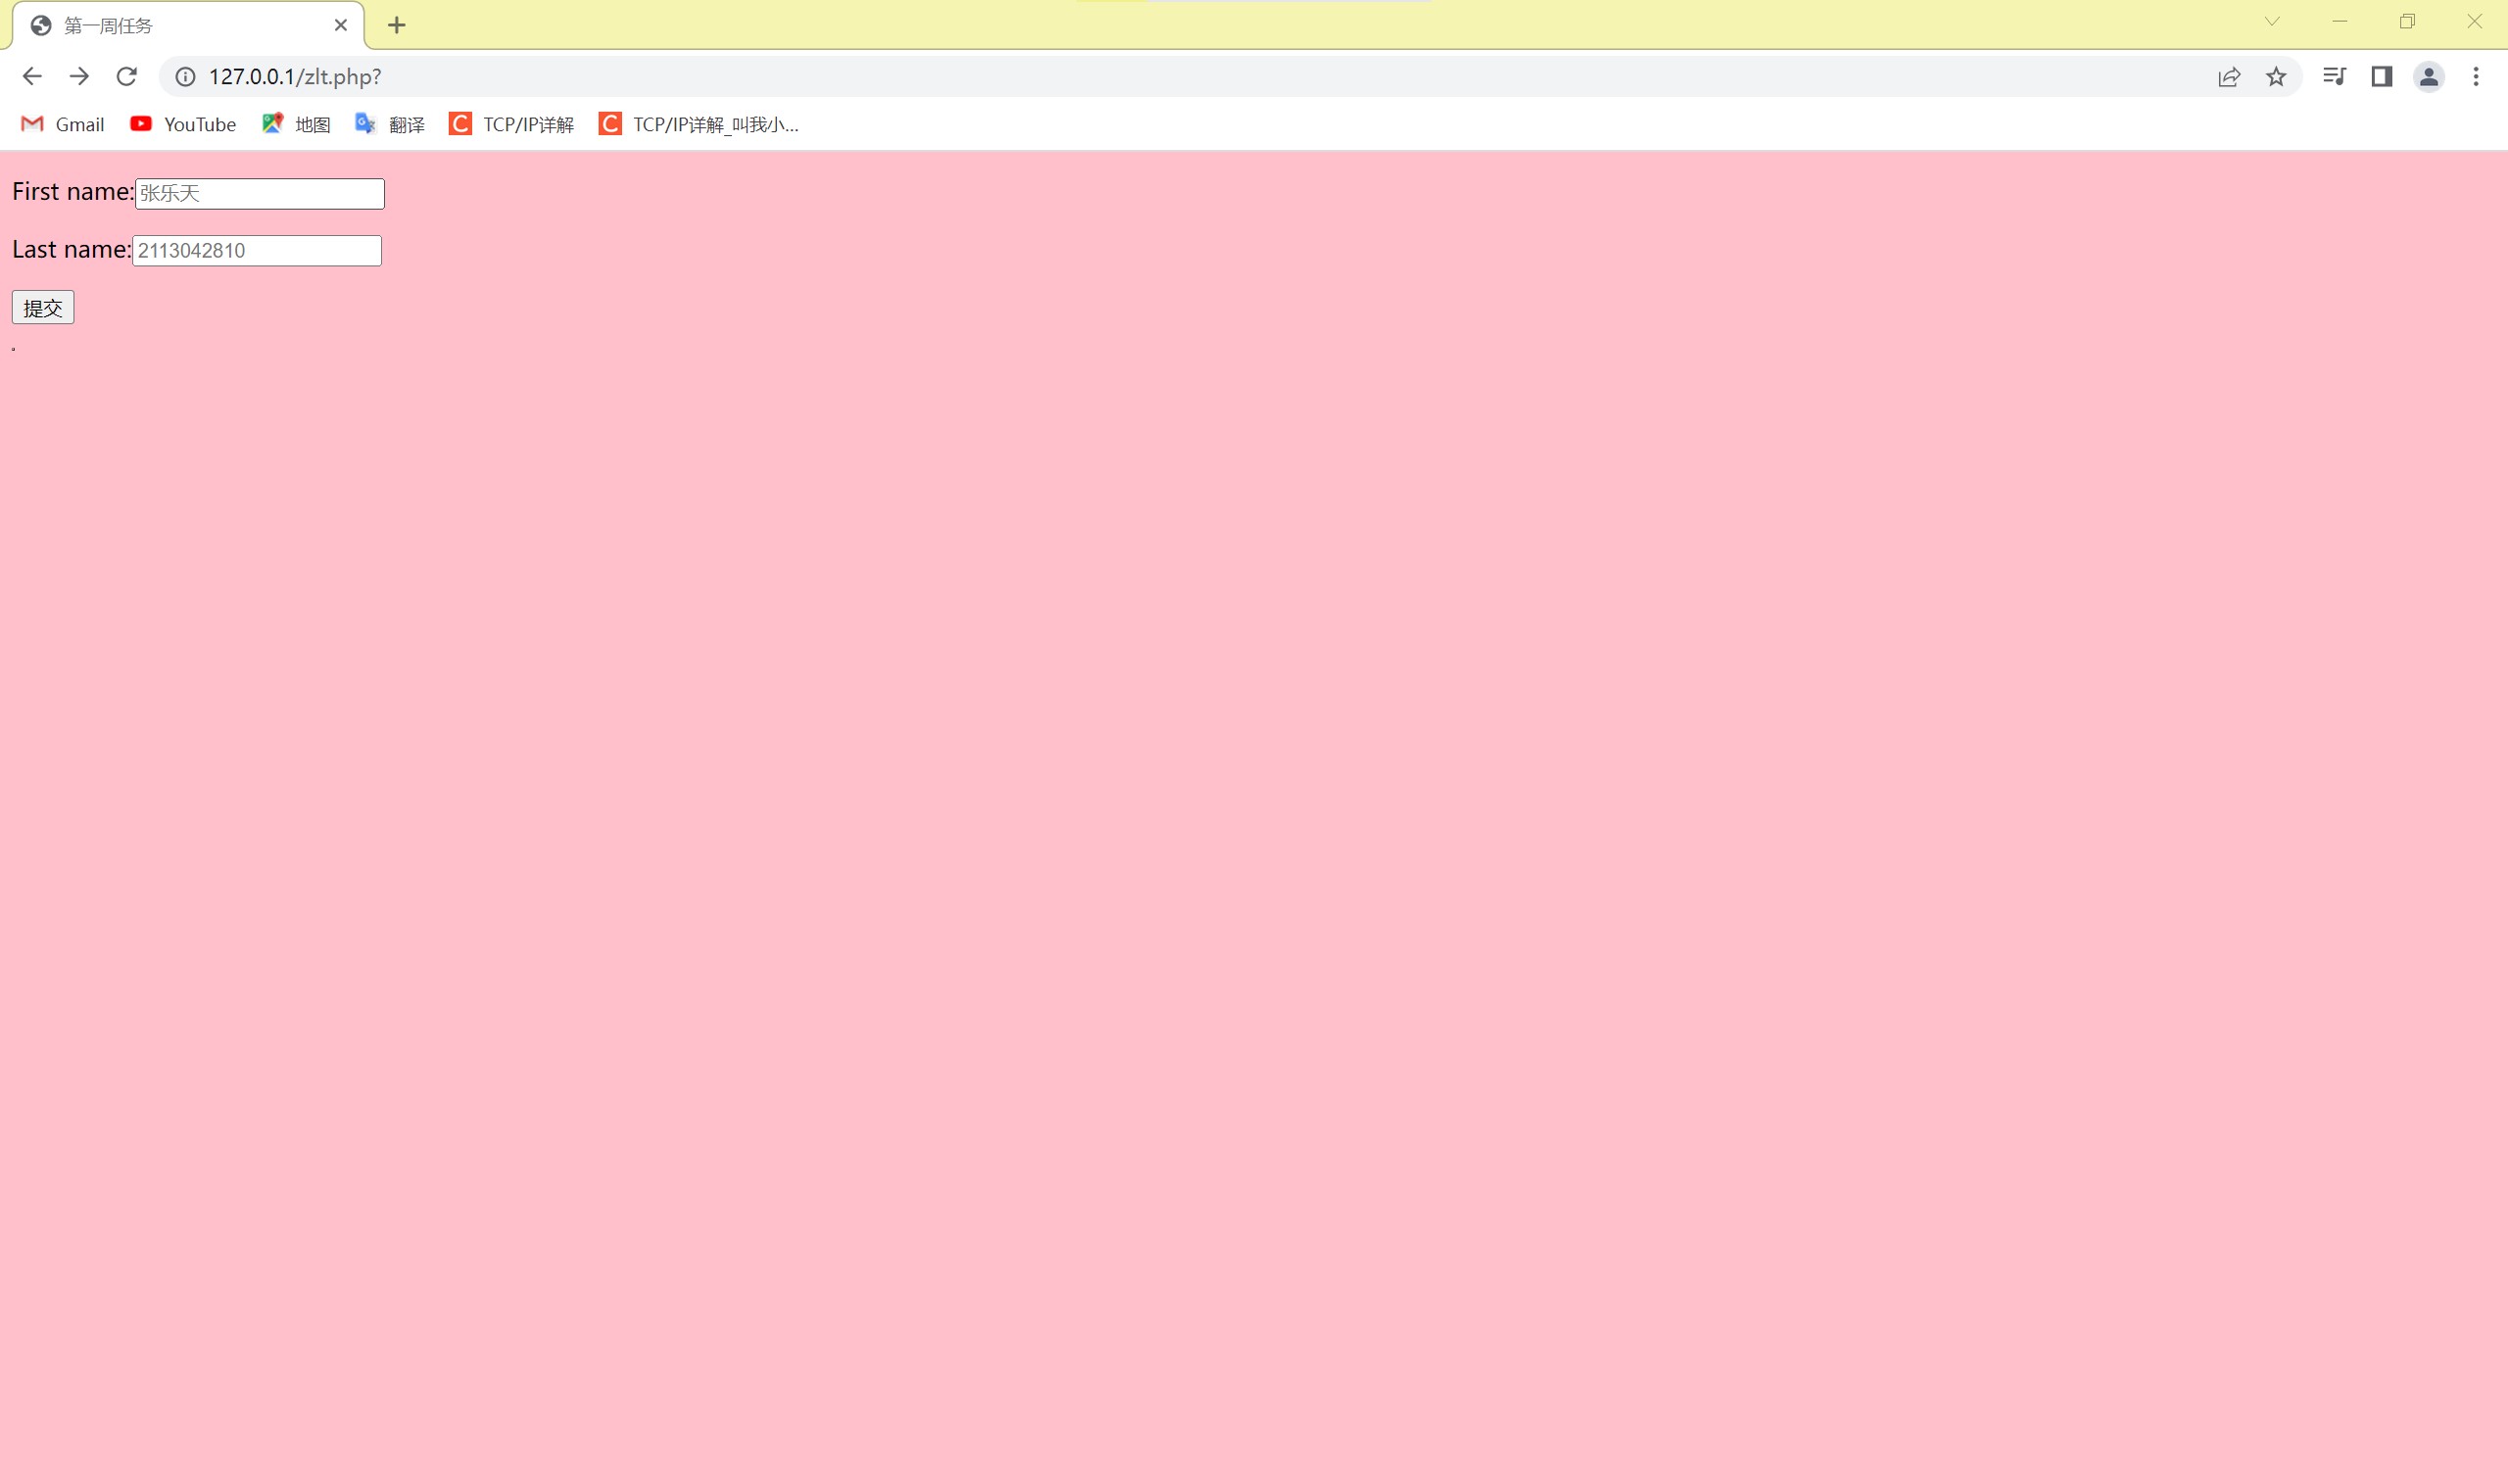 第一周任务
127.0.0.1/zlt.php?
Gmail YouTube 地图 翻译 TCP/IP详解 TCP/IP详解_叫我小...
First name: 张乐天
Last name: 2113042810
提交